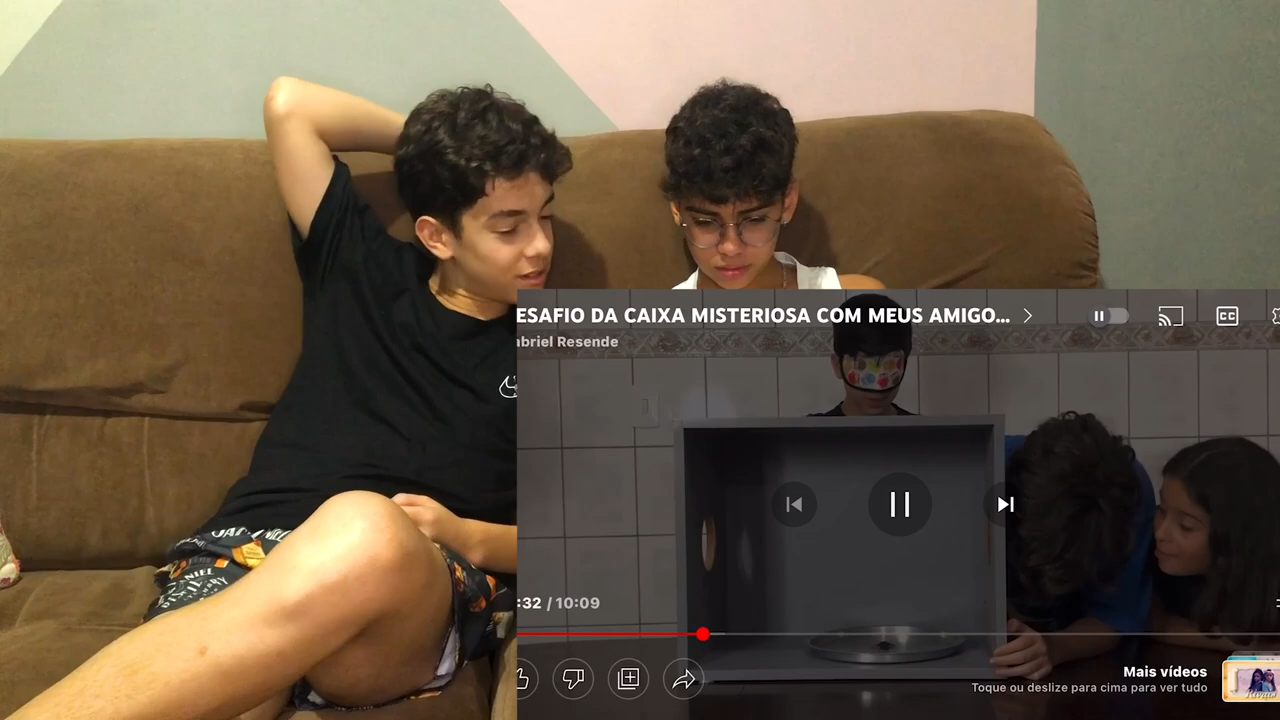 ESAFIO DA CAIXA MISTERIOSA COM MEUS AMIGO...
abriel Resende
CC
:32 / 10:09
Mais vídeos
Toque ou deslize para cima para ver tudo